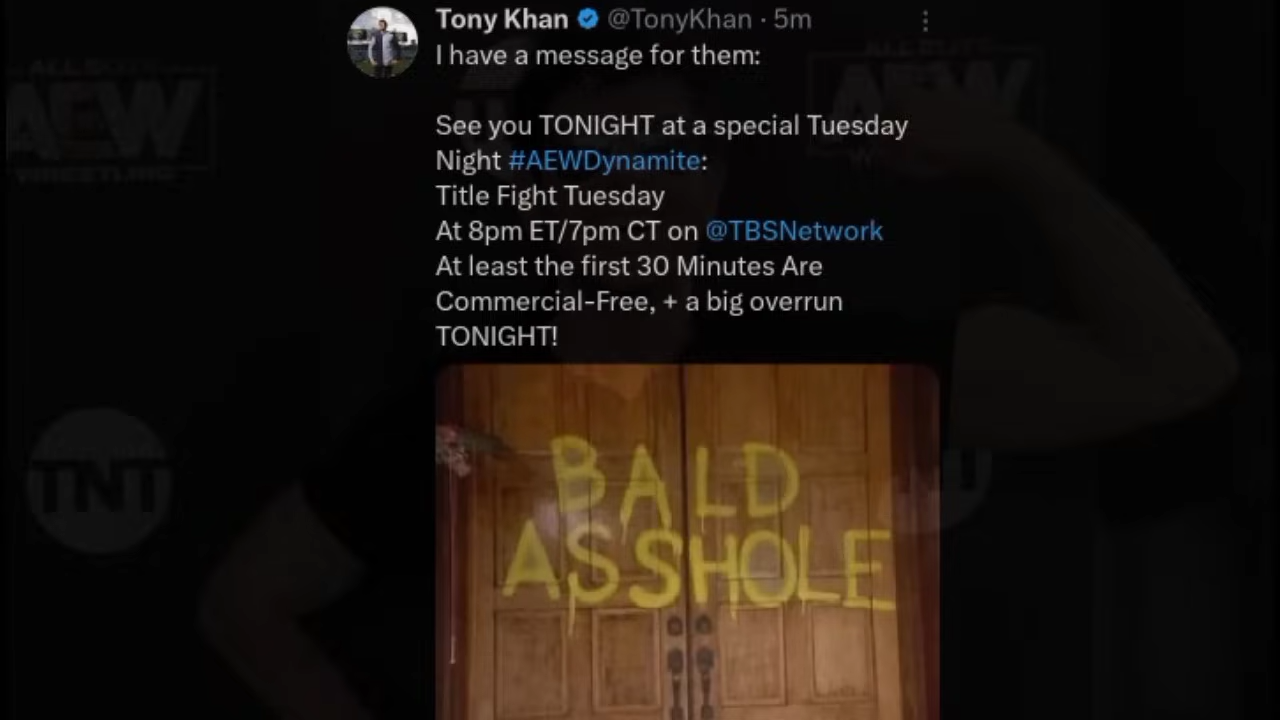 Tony Khan @TonyKhan · 5m
I have a message for them:
See you TONIGHT at a special Tuesday
Night #AEWDynamite:
Title Fight Tuesday
At 8pm ET/7pm CT on @TBSNetwork
At least the first 30 Minutes Are
Commercial-Free, + a big overrun
TONIGHT!
BALD
ASSHOLE
AEW
WRESTLING
AEW
TNT